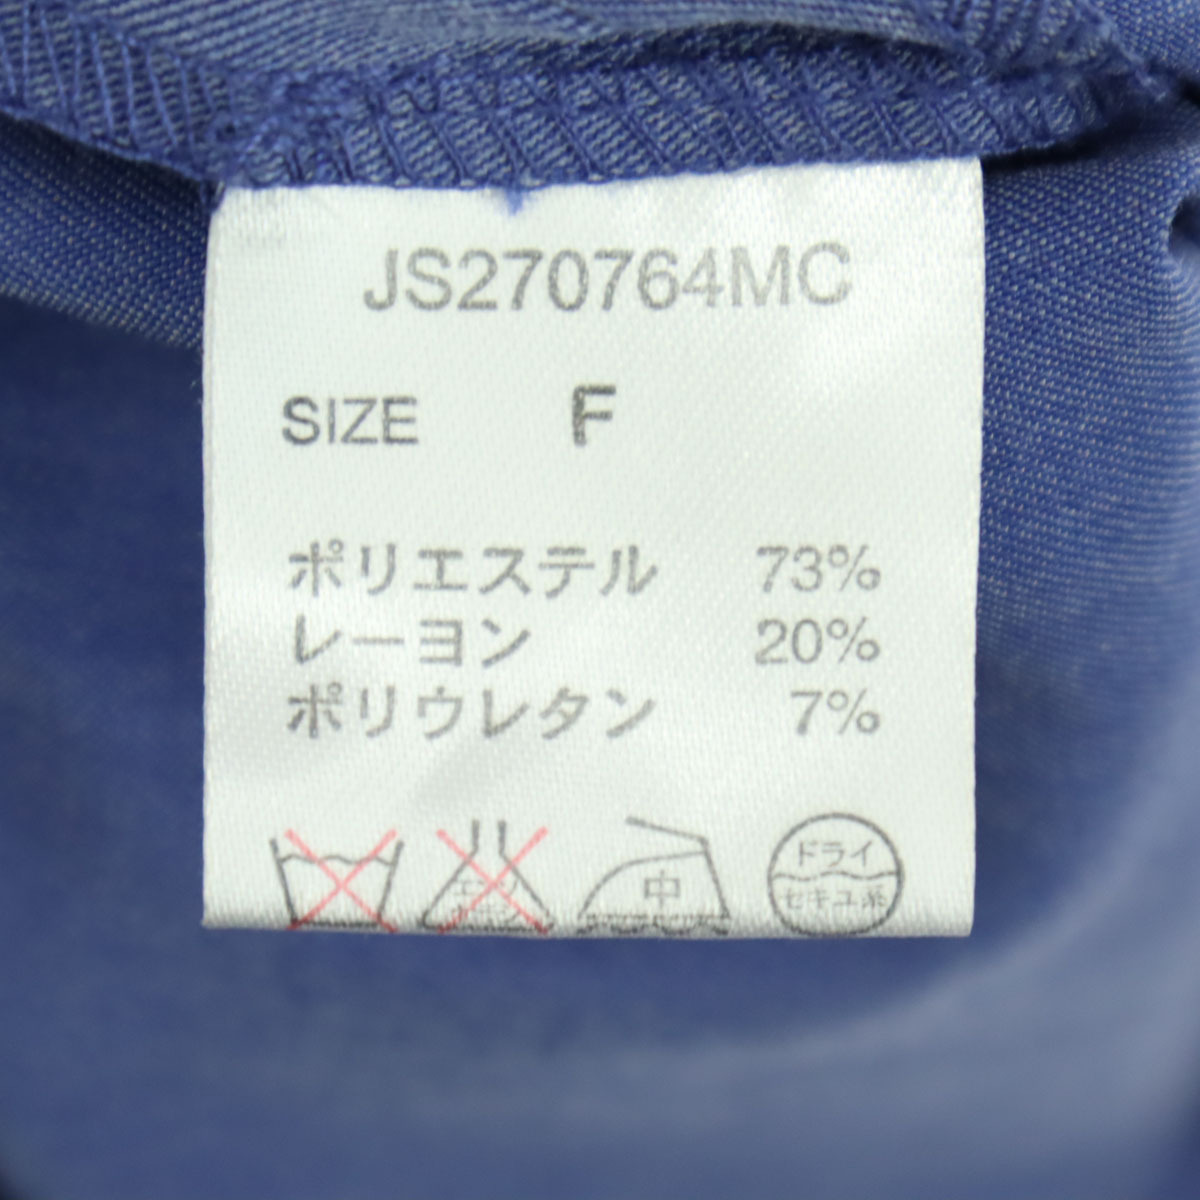 JS270764MC
SIZE F
ポリエステル 73%
レーヨン 20%
ポリウレタン 7%
中
ドライ
セキユ系